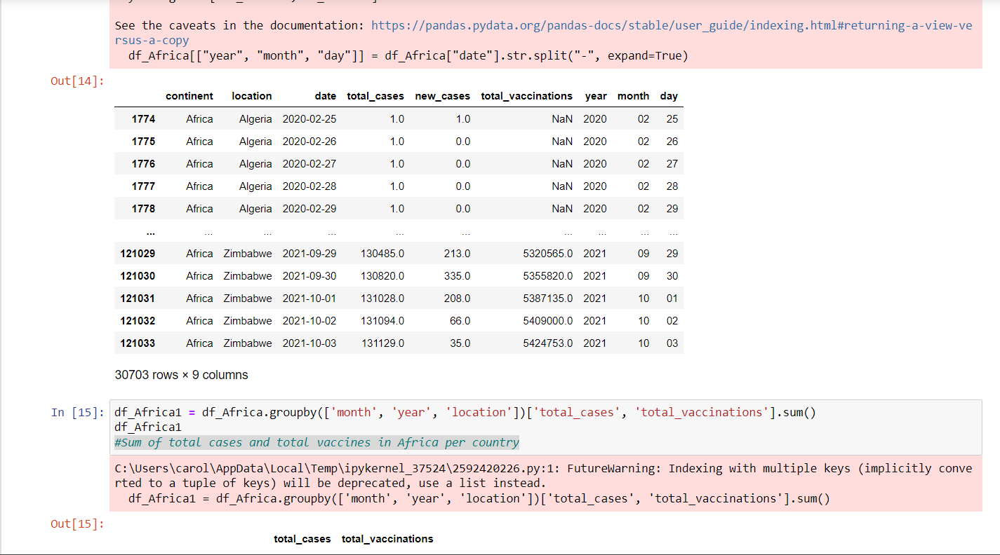 See the caveats in the documentation: https://pandas.pydata.org/pandas-docs/stable/user_guide/indexing.html#returning-a-view-ve
rsus-a-copy
df_Africa[["year", "month", "day"]] = df_Africa["date"].str.split("-", expand=True)
Out[14]:
continent location date total_cases new_cases total_vaccinations year month day
1774 Africa Algeria 2020-02-25 1.0 1.0 NaN 2020 02 25
1775 Africa Algeria 2020-02-26 1.0 0.0 NaN 2020 02 26
1776 Africa Algeria 2020-02-27 1.0 0.0 NaN 2020 02 27
1777 Africa Algeria 2020-02-28 1.0 0.0 NaN 2020 02 28
1778 Africa Algeria 2020-02-29 1.0 0.0 NaN 2020 02 29
... ... ... ... ... ... ... ... ... ...
121029 Africa Zimbabwe 2021-09-29 130485.0 213.0 5320565.0 2021 09 29
121030 Africa Zimbabwe 2021-09-30 130820.0 335.0 5355820.0 2021 09 30
121031 Africa Zimbabwe 2021-10-01 131028.0 208.0 5387135.0 2021 10 01
121032 Africa Zimbabwe 2021-10-02 131094.0 66.0 5409000.0 2021 10 02
121033 Africa Zimbabwe 2021-10-03 131129.0 35.0 5424753.0 2021 10 03
30703 rows × 9 columns
In [15]: df_Africa1 = df_Africa.groupby(['month', 'year', 'location'])['total_cases', 'total_vaccinations'].sum()
df_Africa1
#Sum of total cases and total vaccines in Africa per country
C:\Users\carol\AppData\Local\Temp\ipykernel_37524\2592420226.py:1: FutureWarning: Indexing with multiple keys (implicitly conve
rted to a tuple of keys) will be deprecated, use a list instead.
df_Africa1 = df_Africa.groupby(['month', 'year', 'location'])['total_cases', 'total_vaccinations'].sum()
Out[15]:
total_cases total_vaccinations